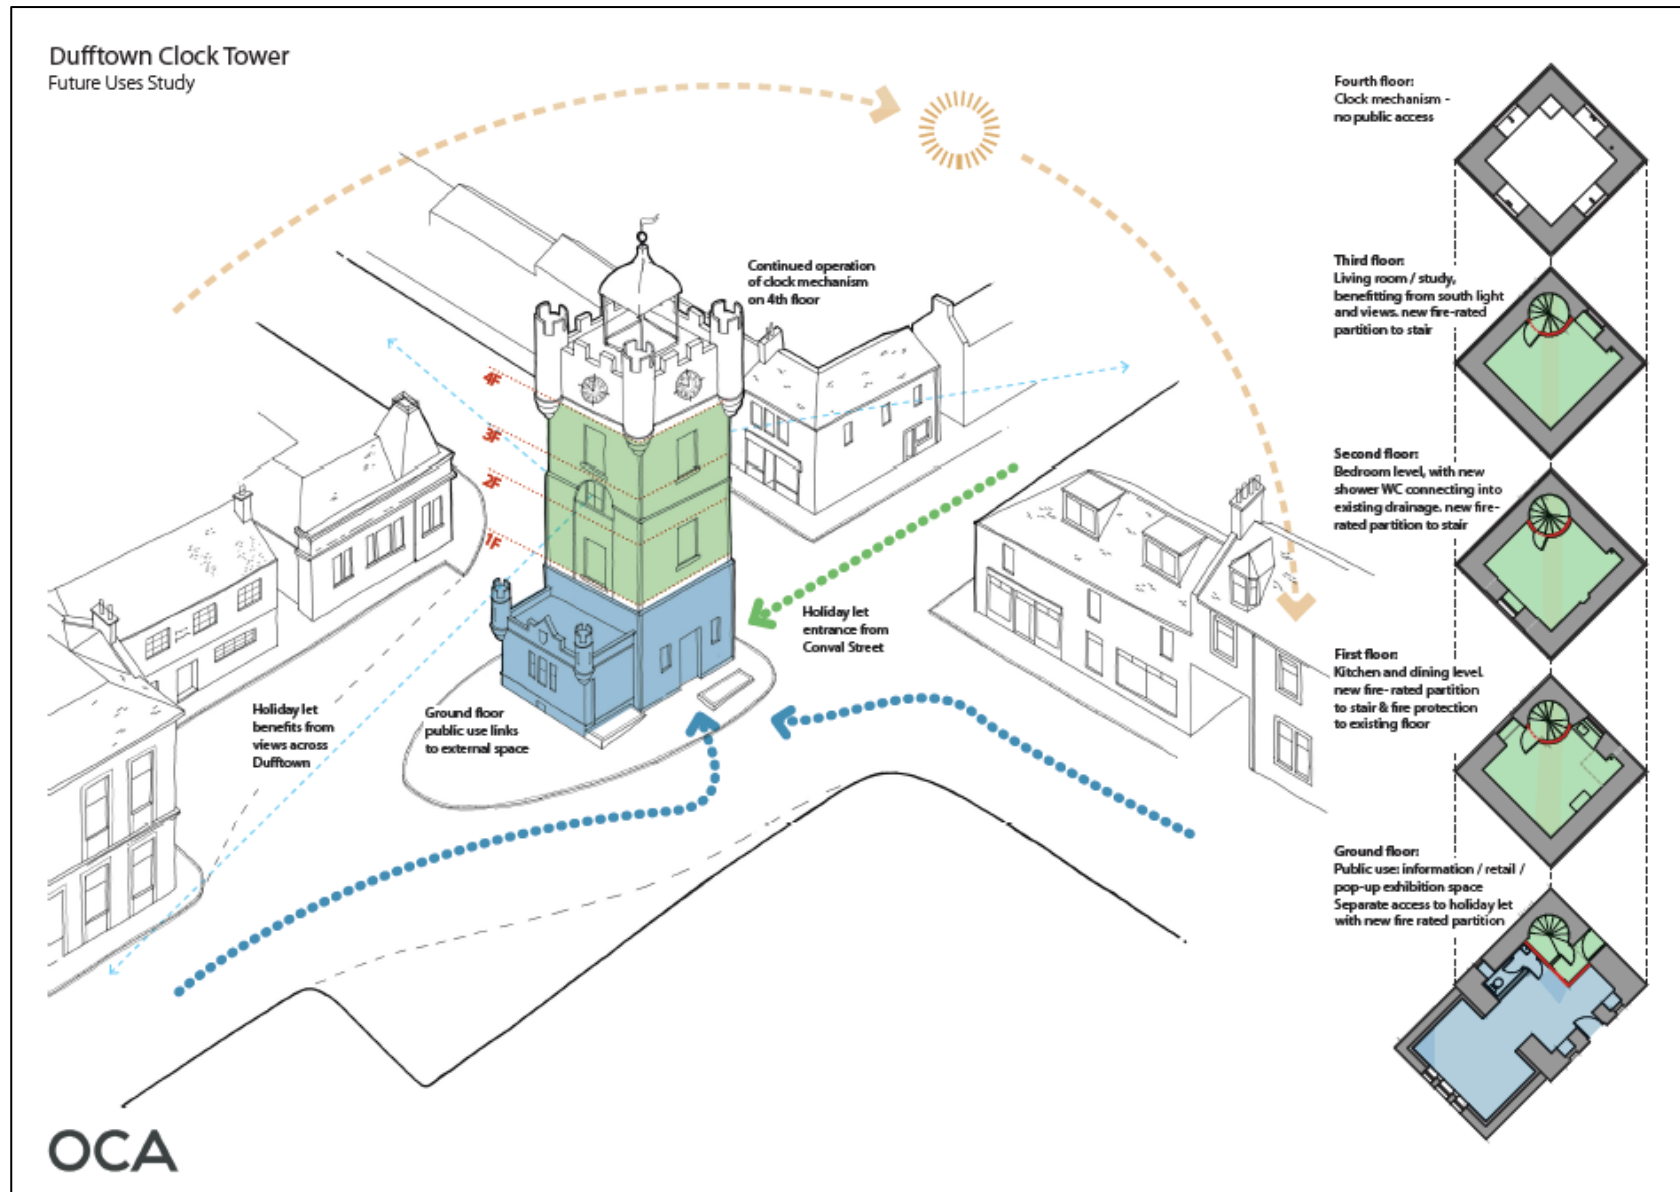 Dufftown Clock Tower
Future Uses Study
Fourth floor:
Clock mechanism -
no public access
Third floor:
Living room / study,
benefitting from south light
and views. new fire-rated
partition to stair
Second floor:
Bedroom level, with new
shower WC connecting into
existing drainage. new fire-
rated partition to stair
First floor:
Kitchen and dining level.
new fire- rated partition
to stair & fire protection
to existing floor
Ground floor:
Public use: information / retail /
pop-up exhibition space
Separate access to holiday let
with new fire rated partition
Continued operation
of clock mechanism
on 4th floor
4F
3F
2F
1F
Holiday let
entrance from
Conval Street
Ground floor
public use links
to external space
Holiday let
benefits from
views across
Dufftown
OCA